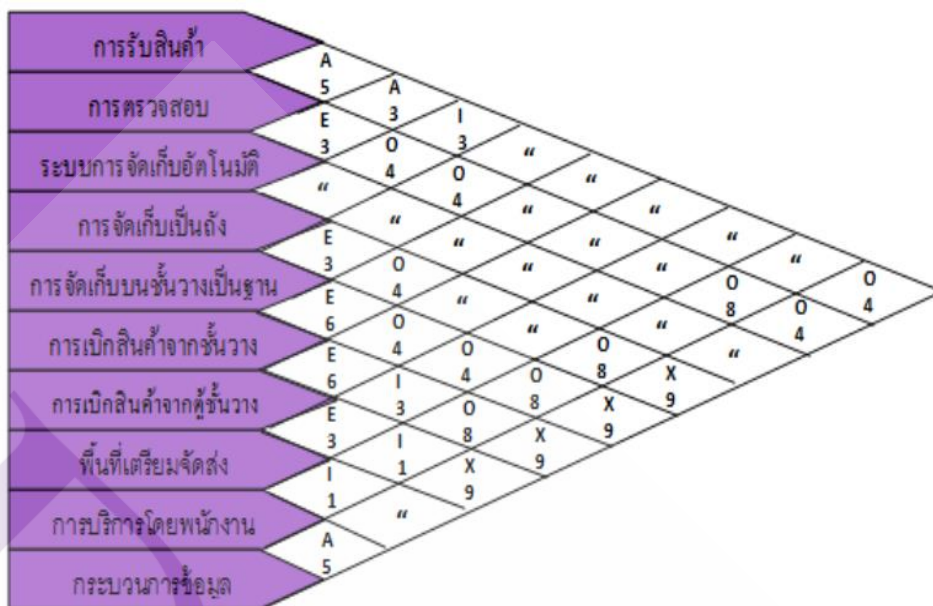 การรับสินค้า
การตรวจสอบ
ระบบการจัดเก็บอัตโนมัติ
การจัดเก็บเป็นถัง
การจัดเก็บบนชั้นวางเป็นฐาน
การเบิกสินค้าจากชั้นวาง
การเบิกสินค้าจากตู้ชั้นวาง
พื้นที่เตรียมจัดส่ง
การบริการโดยพนักงาน
กระบวนการข้อมูล
A 5
E 3
“
E 3
E 6
E 6
E 3
I 1
A 5
A 3
O 4
“
O 4
O 4
I 3
I 1
“
I 3
O 4
“
“
O 4
O 8
X 9
“
“
“
“
O 8
X 9
“
“
“
O 8
X 9
“
“
“
X 9
“
O 8
“
“
O 4
O 4